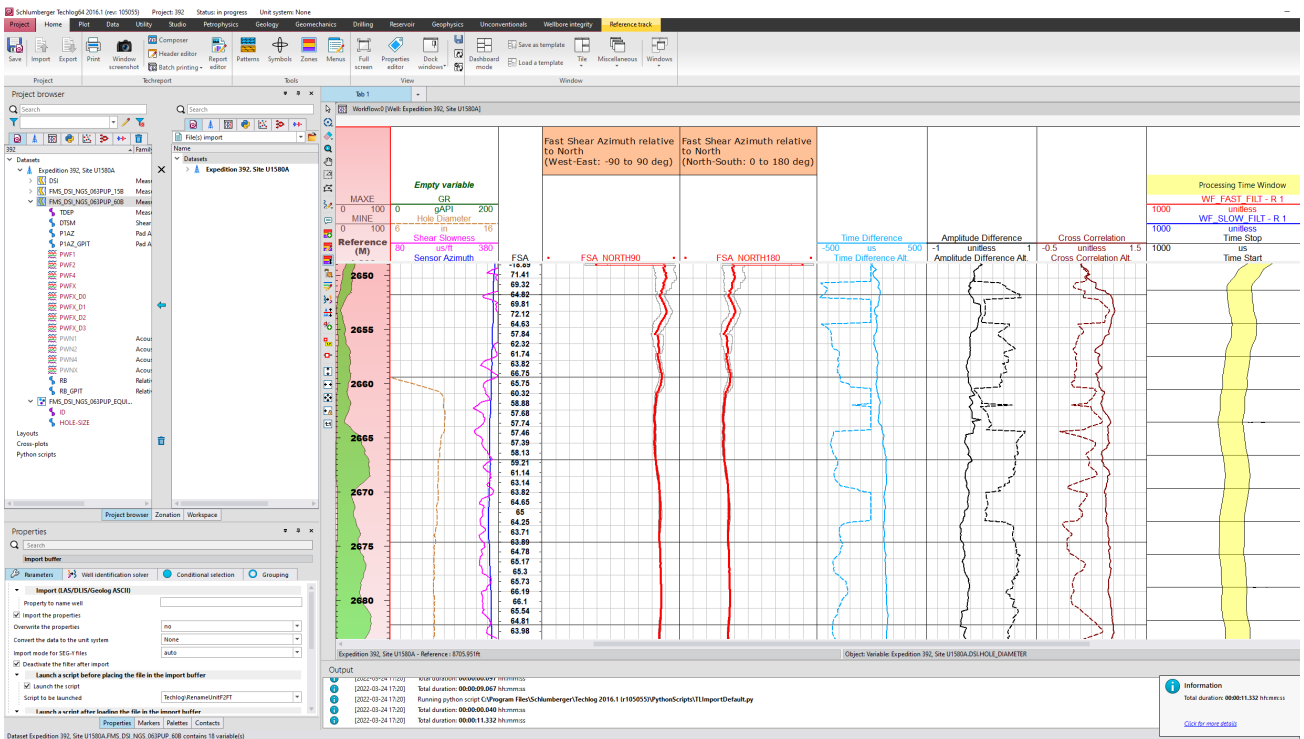 Schlumberger Techlog64 2016.1 (rev: 105055) Project: 392 Status: in progress Unit system: None
Project Home Plot Data Utility Studio Petrophysics Geology Geomechanics Drilling Reservoir Geophysics Unconventionals Wellbore integrity Reference track
Save Import Export Print Window screenshot Composer Header editor Batch printing Report editor Patterns Symbols Zones Menus Full screen Properties editor Dock windows* Dashboard mode Save as template Load a template Tile Miscellaneous Windows
Project Techreport Tools View Window
Project browser
Search
392 Family
Datasets
Expedition 392, Site U1580A
DSI Meas
FMS_DSI_NGS_063PUP_15B Meas
FMS_DSI_NGS_063PUP_60B Meas
TDEP Meas
DTSM Shear
P1AZ Pad A
P1AZ_GPIT Pad A
PWF1
PWF2
PWF4
PWFX
PWFX_D0
PWFX_D1
PWFX_D2
PWFX_D3
PWN1 Acou
PWN2 Acou
PWN4 Acou
PWNX Acou
RB Relati
RB_GPIT Relati
FMS_DSI_NGS_063PUP_EQUI...
ID
HOLE-SIZE
Layouts
Cross-plots
Python scripts
Search
File(s) import
Name
Datasets
Expedition 392, Site U1580A
Project browser Zonation Workspace
Properties
Search
Import buffer
Parameters Well identification solver Conditional selection Grouping
Import (LAS/DLIS/Geolog ASCII)
Property to name well
Import the properties
Overwrite the properties no
Convert the data to the unit system None
Import mode for SEG-Y files auto
Deactivate the filter after import
Launch a script before placing the file in the import buffer
Launch the script
Script to be launched Techlog\RenameUnitF2FT
Launch a script after loading the file in the import buffer
Properties Markers Palettes Contacts
Dataset Expedition 392, Site U1580A.FMS_DSI_NGS_063PUP_60B contains 18 variable(s)
Tab 1
Workflow:0 [Well: Expedition 392, Site U1580A]
MAXE
0 100
MINE
0 100
Reference
(M)
Empty variable
GR
0 gAPI 200
Hole Diameter
6 in 16
Shear Slowness
80 us/ft 380
Sensor Azimuth
FSA
Fast Shear Azimuth relative
to North
(West-East: -90 to 90 deg)
FSA_NORTH90
Fast Shear Azimuth relative
to North
(North-South: 0 to 180 deg)
FSA_NORTH180
Time Difference
-500 us 500
Time Difference Alt.
Amplitude Difference
-1 unitless 1
Amplitude Difference Alt.
Cross Correlation
-0.5 unitless 1.5
Cross Correlation Alt.
Processing Time Window
WF_FAST_FILT - R 1
1000 unitless
WF_SLOW_FILT - R 1
1000 unitless
Time Stop
1000 us
Time Start
2650
2655
2660
2665
2670
2675
2680
71.41
69.32
64.82
69.81
72.12
64.63
57.84
62.32
61.74
63.82
66.75
65.75
60.32
58.88
57.68
57.74
57.46
57.39
58.13
59.21
61.14
63.14
63.82
64.65
65
64.25
63.71
63.89
64.78
65.17
65.3
65.73
66.19
66.1
65.54
64.81
63.98
Expedition 392, Site U1580A - Reference : 8705.951ft Object: Variable: Expedition 392, Site U1580A.DSI.HOLE_DIAMETER
Output
[2022-03-24 17:20] Total duration: 00:00:09.067 hh:mm:ss
[2022-03-24 17:20] Running python script C:\Program Files\Schlumberger\Techlog 2016.1 (r105055)\PythonScripts\TLImportDefault.py
[2022-03-24 17:20] Total duration: 00:00:00.040 hh:mm:ss
[2022-03-24 17:20] Total duration: 00:00:11.332 hh:mm:ss
Information
Total duration: 00:00:11.332 hh:mm:ss
Click for more details